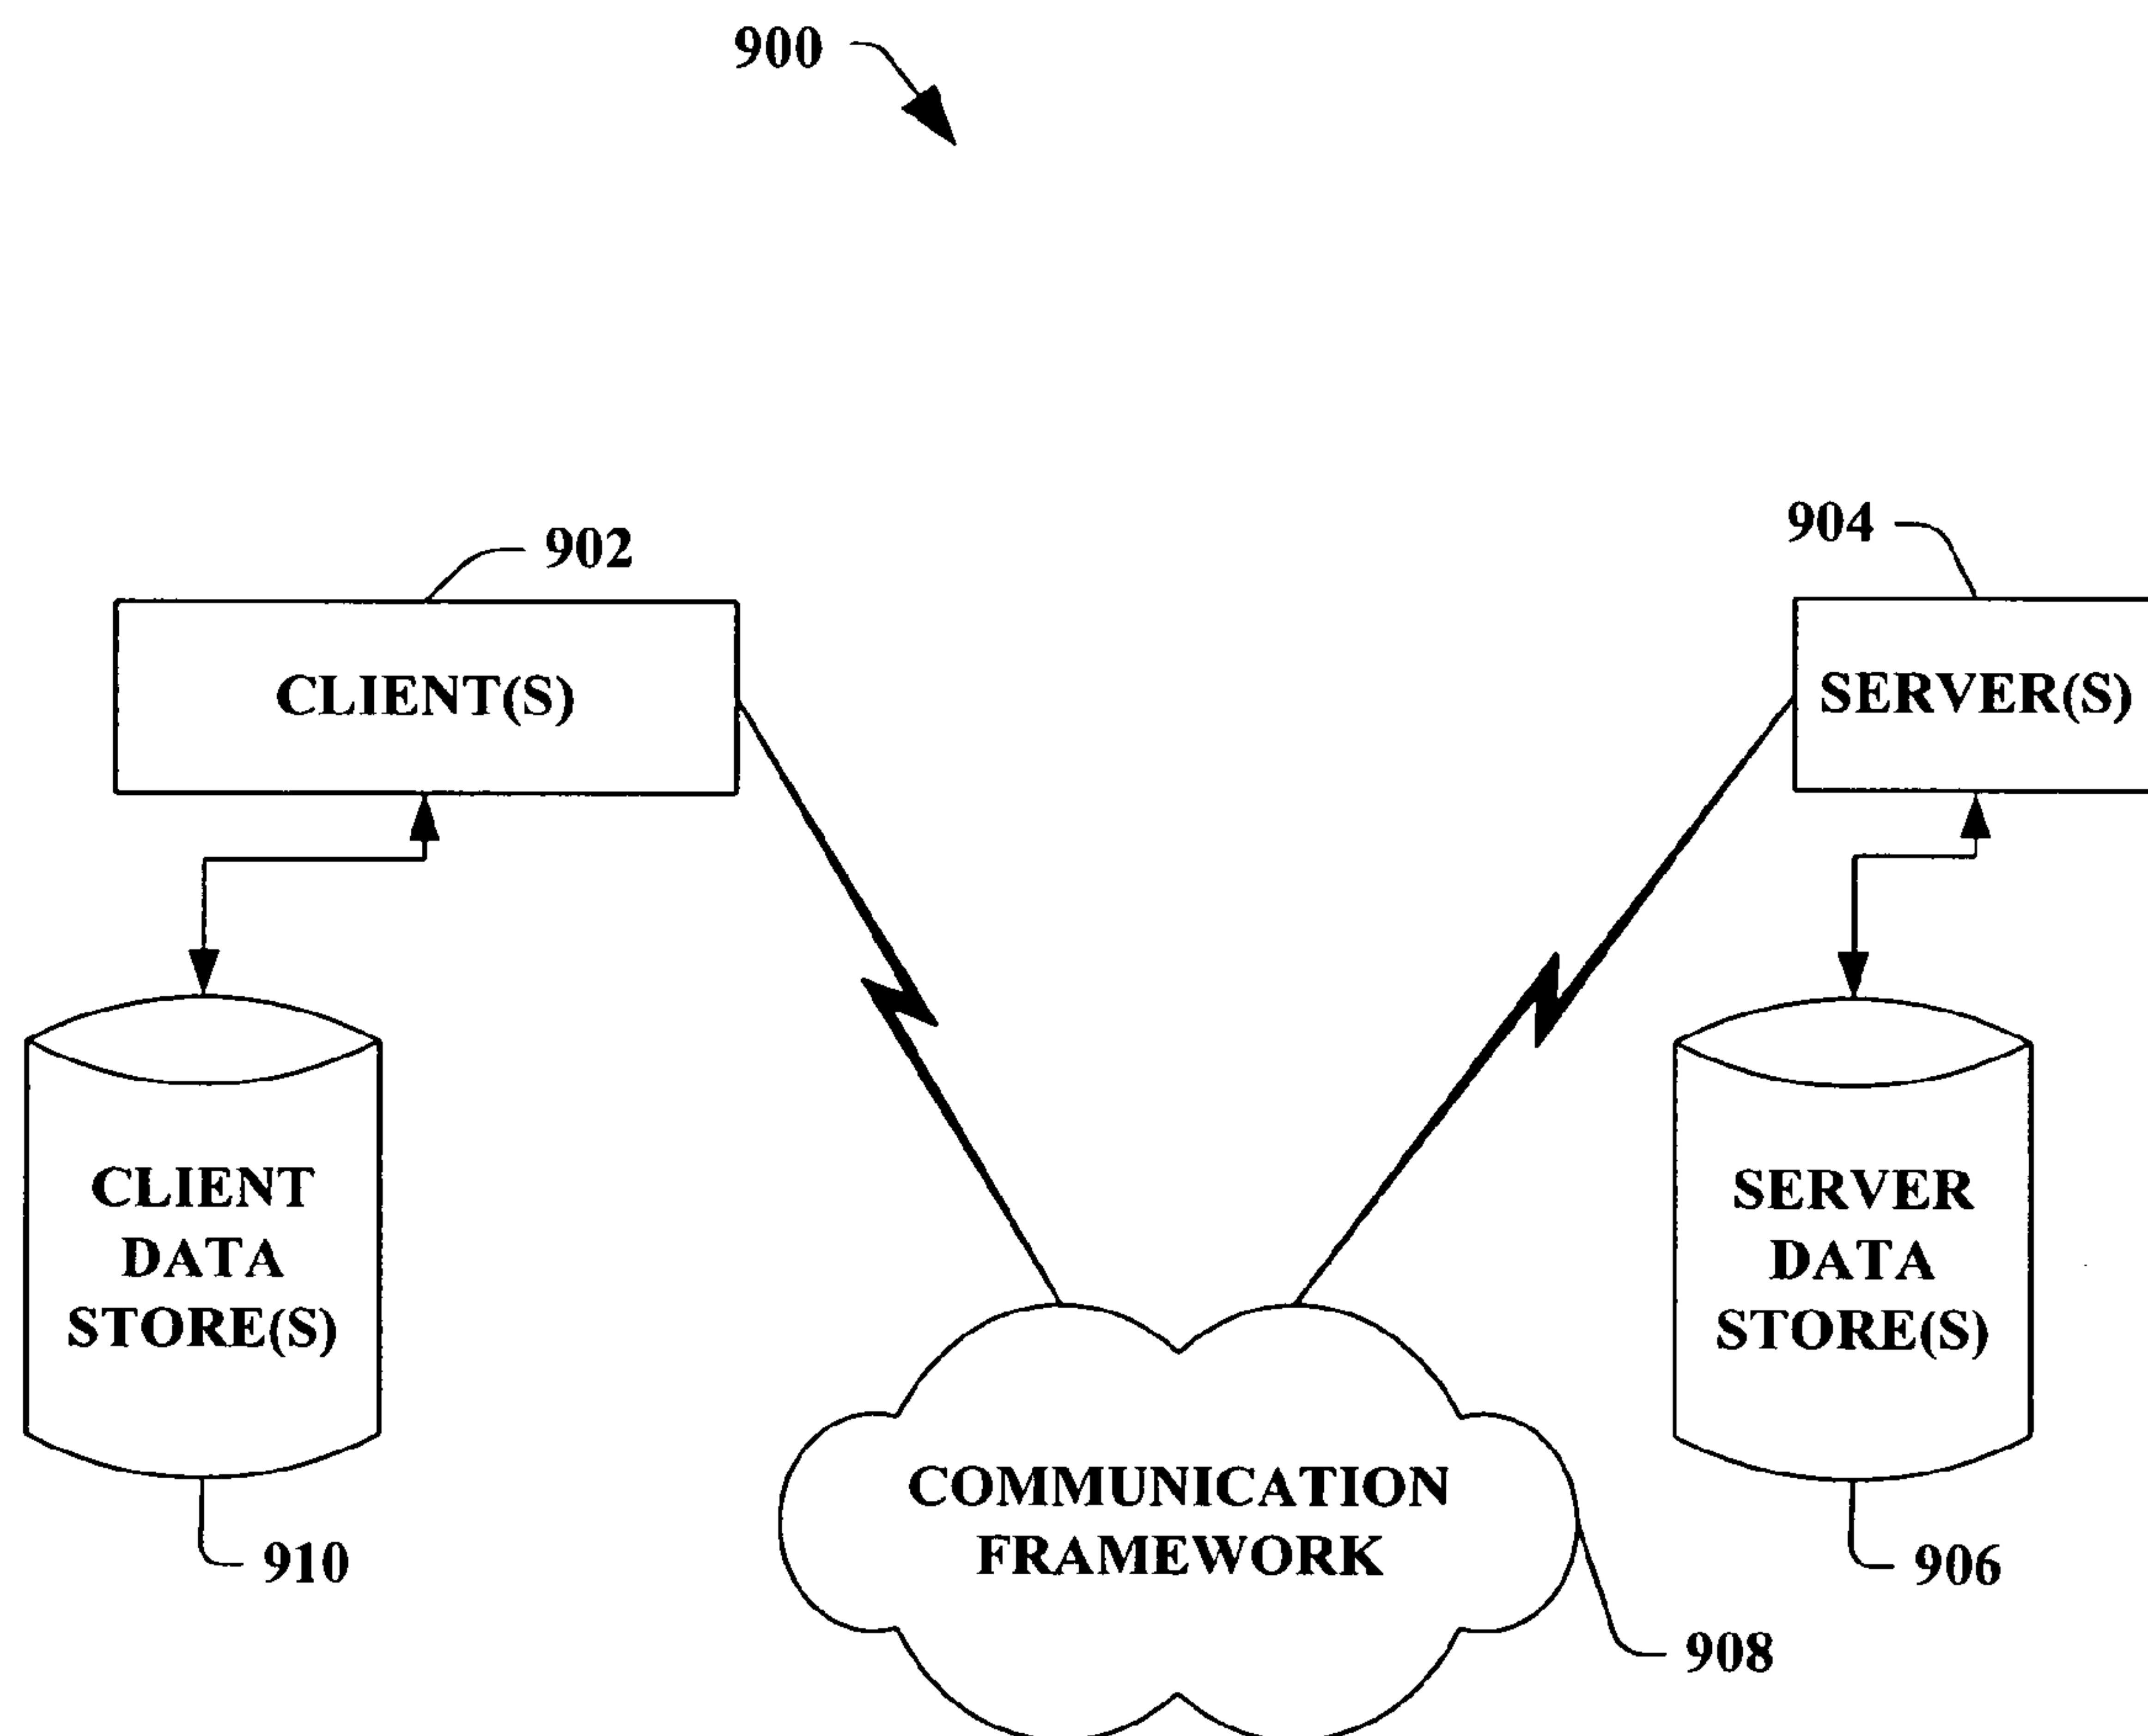 900
902
904
CLIENT(S)
SERVER(S)
CLIENT
DATA
STORE(S)
SERVER
DATA
STORE(S)
COMMUNICATION
FRAMEWORK
910
906
908